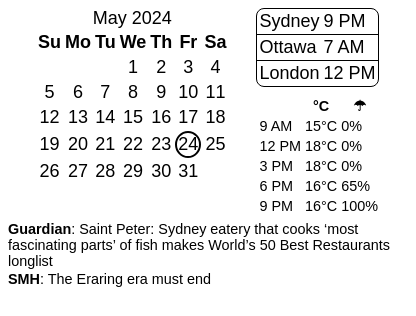 May 2024
Su Mo Tu We Th Fr Sa
1 2 3 4
5 6 7 8 9 10 11
12 13 14 15 16 17 18
19 20 21 22 23 24 25
26 27 28 29 30 31
Sydney 9 PM
Ottawa 7 AM
London 12 PM
°C ☂
9 AM 15°C 0%
12 PM 18°C 0%
3 PM 18°C 0%
6 PM 16°C 65%
9 PM 16°C 100%
Guardian: Saint Peter: Sydney eatery that cooks ‘most
fascinating parts’ of fish makes World’s 50 Best Restaurants
longlist
SMH: The Eraring era must end